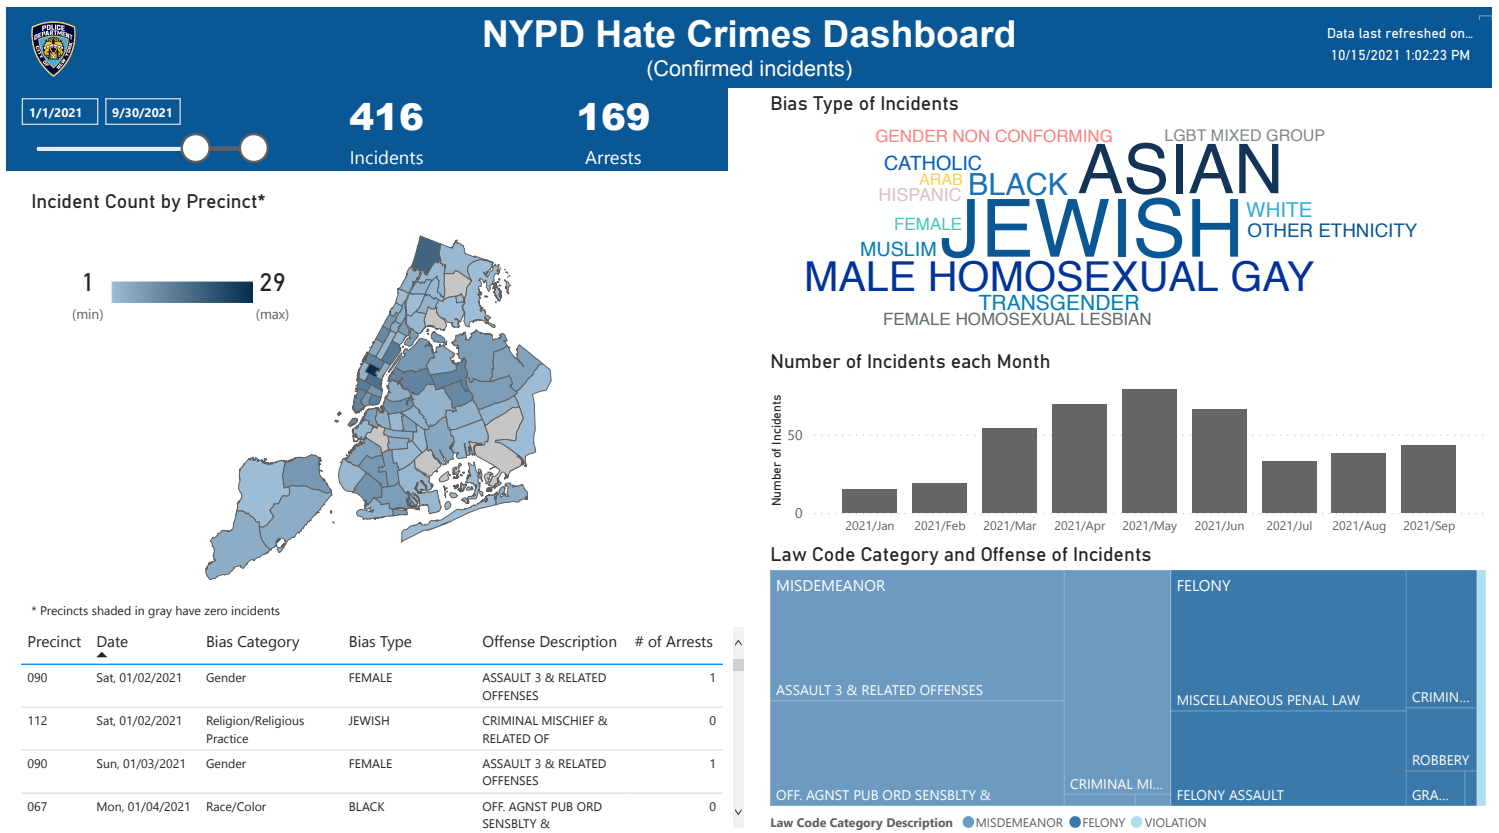 POLICE
DEPARTMENT
CITY OF
NEW YORK
NYPD Hate Crimes Dashboard
(Confirmed incidents)
Data last refreshed on...
10/15/2021 1:02:23 PM
1/1/2021
9/30/2021
416
Incidents
169
Arrests
Incident Count by Precinct*
1
(min)
29
(max)
* Precincts shaded in gray have zero incidents
Precinct Date Bias Category Bias Type Offense Description # of Arrests
090 Sat, 01/02/2021 Gender FEMALE ASSAULT 3 & RELATED 1
OFFENSES
112 Sat, 01/02/2021 Religion/Religious JEWISH CRIMINAL MISCHIEF & 0
Practice RELATED OF
090 Sun, 01/03/2021 Gender FEMALE ASSAULT 3 & RELATED 1
OFFENSES
067 Mon, 01/04/2021 Race/Color BLACK OFF. AGNST PUB ORD 0
SENSBLTY &
Bias Type of Incidents
GENDER NON CONFORMING
LGBT MIXED GROUP
CATHOLIC
ASIAN
ARAB
BLACK
HISPANIC
JEWISH
WHITE
FEMALE
OTHER ETHNICITY
MUSLIM
MALE HOMOSEXUAL GAY
TRANSGENDER
FEMALE HOMOSEXUAL LESBIAN
Number of Incidents each Month
Number of Incidents
50
0
2021/Jan 2021/Feb 2021/Mar 2021/Apr 2021/May 2021/Jun 2021/Jul 2021/Aug 2021/Sep
Law Code Category and Offense of Incidents
MISDEMEANOR
ASSAULT 3 & RELATED OFFENSES
OFF. AGNST PUB ORD SENSBLTY &
CRIMINAL MI...
FELONY
MISCELLANEOUS PENAL LAW
FELONY ASSAULT
CRIMIN...
ROBBERY
GRA...
Law Code Category Description MISDEMEANOR FELONY VIOLATION